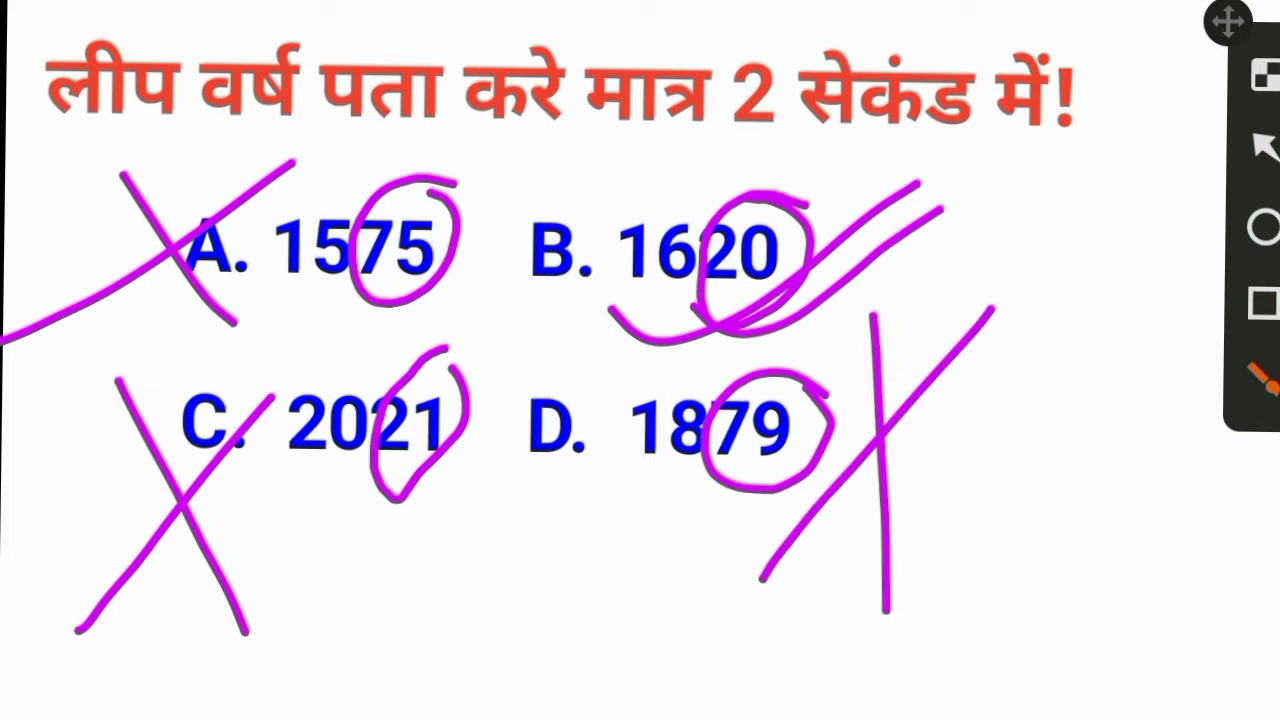 लीप वर्ष पता करे मात्र 2 सेकंड में!
A. 1575 B. 1620
C. 2021 D. 1879